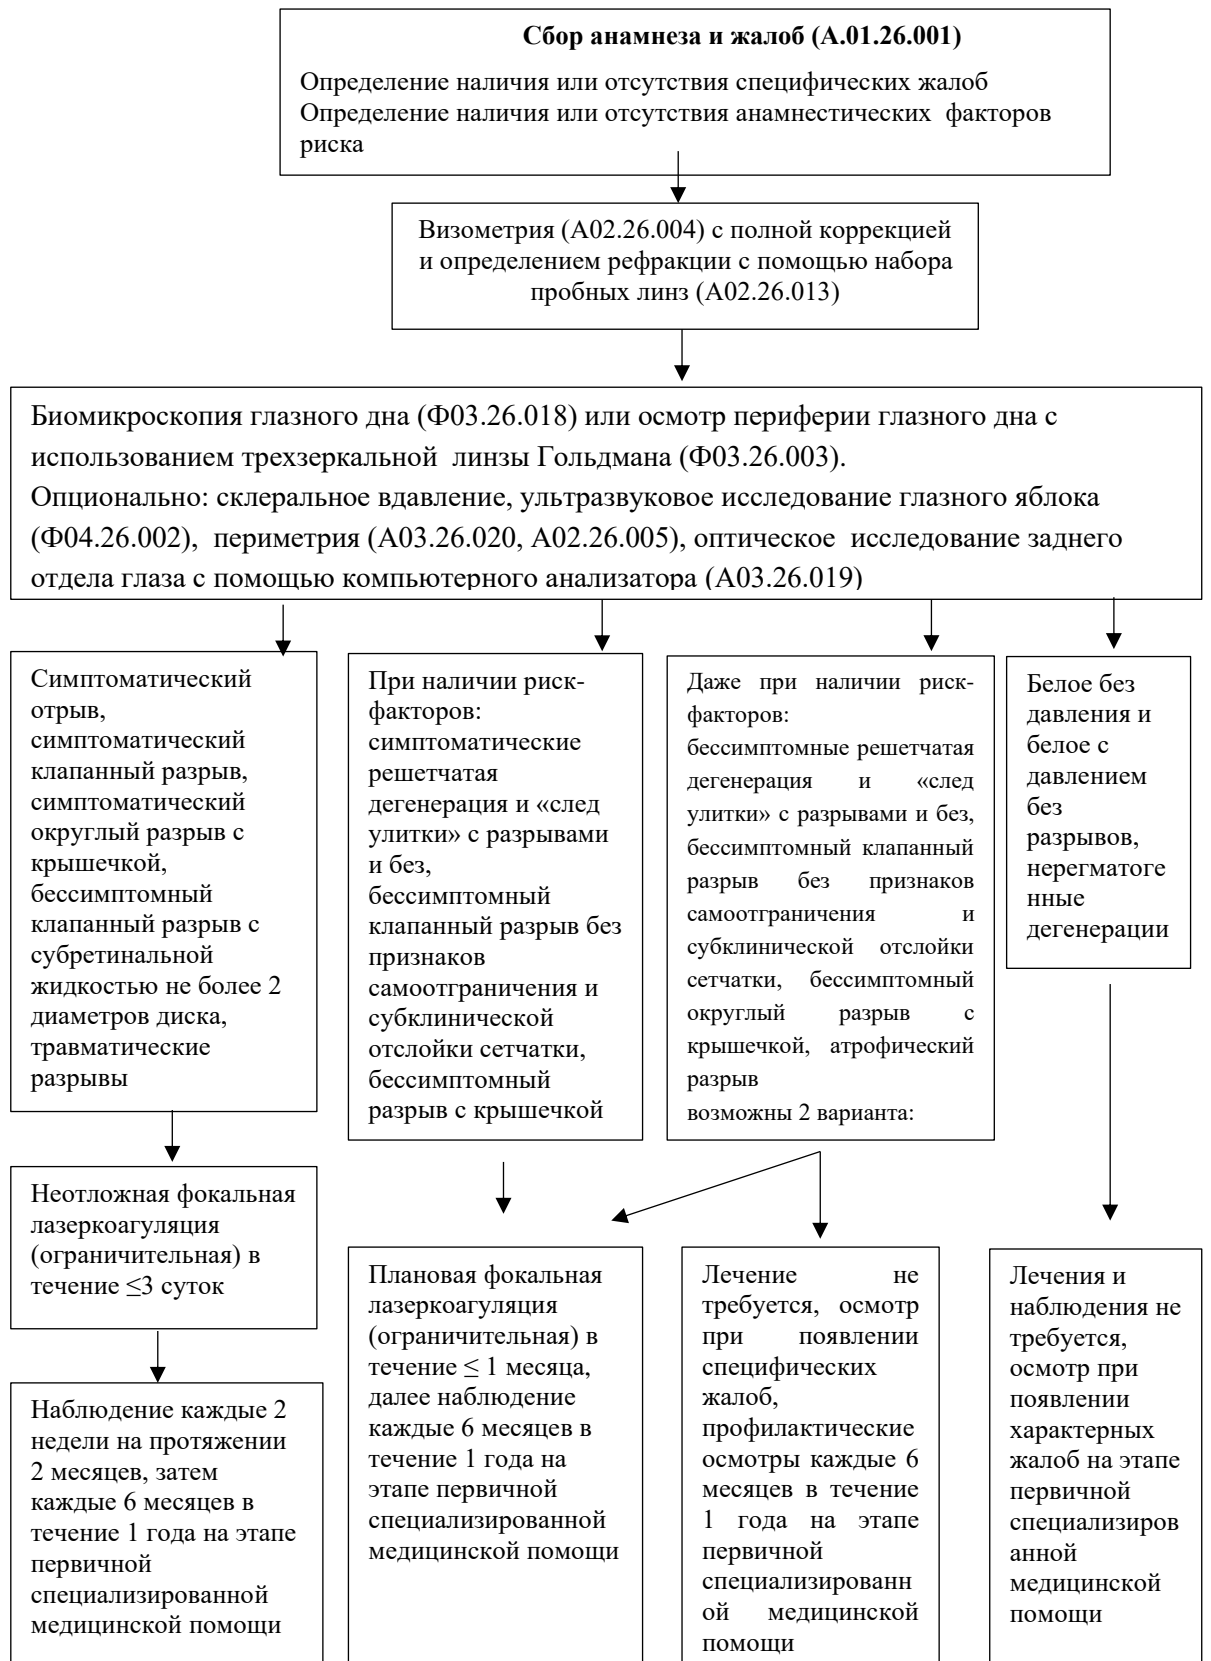 Сбор анамнеза и жалоб (А.01.26.001)
Определение наличия или отсутствия специфических жалоб
Определение наличия или отсутствия анамнестических факторов
риска
Визометрия (А02.26.004) с полной коррекцией
и определением рефракции с помощью набора
пробных линз (А02.26.013)
Биомикроскопия глазного дна (Ф03.26.018) или осмотр периферии глазного дна с
использованием трехзеркальной линзы Гольдмана (Ф03.26.003).
Опционально: склеральное вдавление, ультразвуковое исследование глазного яблока
(Ф04.26.002), периметрия (А03.26.020, А02.26.005), оптическое исследование заднего
отдела глаза с помощью компьютерного анализатора (А03.26.019)
Симптоматический
отрыв,
симптоматический
клапанный разрыв,
симптоматический
округлый разрыв с
крышечкой,
бессимптомный
клапанный разрыв с
субретинальной
жидкостью не более 2
диаметров диска,
травматические
разрывы
При наличии риск-
факторов:
симптоматические
решетчатая
дегенерация и «след
улитки» с разрывами
и без,
бессимптомный
клапанный разрыв без
признаков
самоотграничения и
субклинической
отслойки сетчатки,
бессимптомный
разрыв с крышечкой
Даже при наличии риск-
факторов:
бессимптомные решетчатая
дегенерация и «след
улитки» с разрывами и без,
бессимптомный клапанный
разрыв без признаков
самоотграничения и
субклинической отслойки
сетчатки, бессимптомный
округлый разрыв с
крышечкой, атрофический
разрыв
возможны 2 варианта:
Белое без
давления и
белое с
давлением
без
разрывов,
нерегматоге
нные
дегенерации
Неотложная фокальная
лазеркоагуляция
(ограничительная) в
течение ≤3 суток
Наблюдение каждые 2
недели на протяжении
2 месяцев, затем
каждые 6 месяцев в
течение 1 года на этапе
первичной
специализированной
медицинской помощи
Плановая фокальная
лазеркоагуляция
(ограничительная) в
течение ≤ 1 месяца,
далее наблюдение
каждые 6 месяцев в
течение 1 года на
этапе первичной
специализированной
медицинской помощи
Лечение не
требуется, осмотр
при появлении
специфических
жалоб,
профилактические
осмотры каждые 6
месяцев в течение
1 года на этапе
первичной
специализированн
ой медицинской
помощи
Лечения и
наблюдения не
требуется,
осмотр при
появлении
характерных
жалоб на этапе
первичной
специализиров
анной
медицинской
помощи